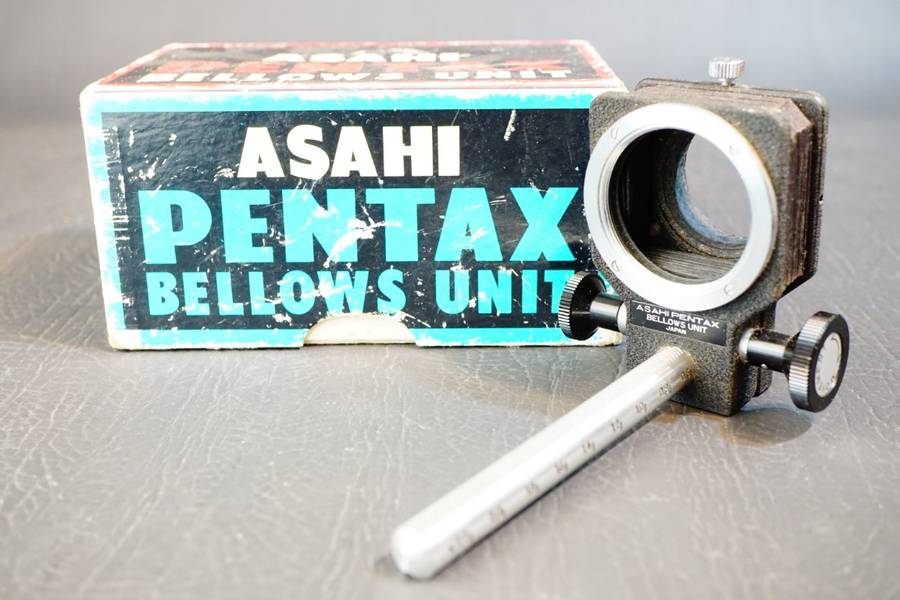 ASAHI
PENTAX
BELLOWS UNIT
ASAHI
PENTAX
BELLOWS UNIT
ASAHI PENTAX
BELLOWS UNIT
JAPAN